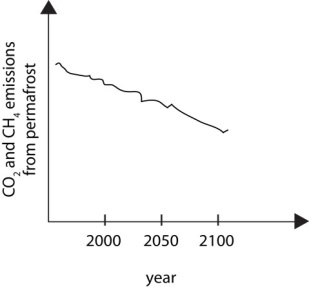 CO₂ and CH₄ emissions
from permafrost
2000 2050 2100
year